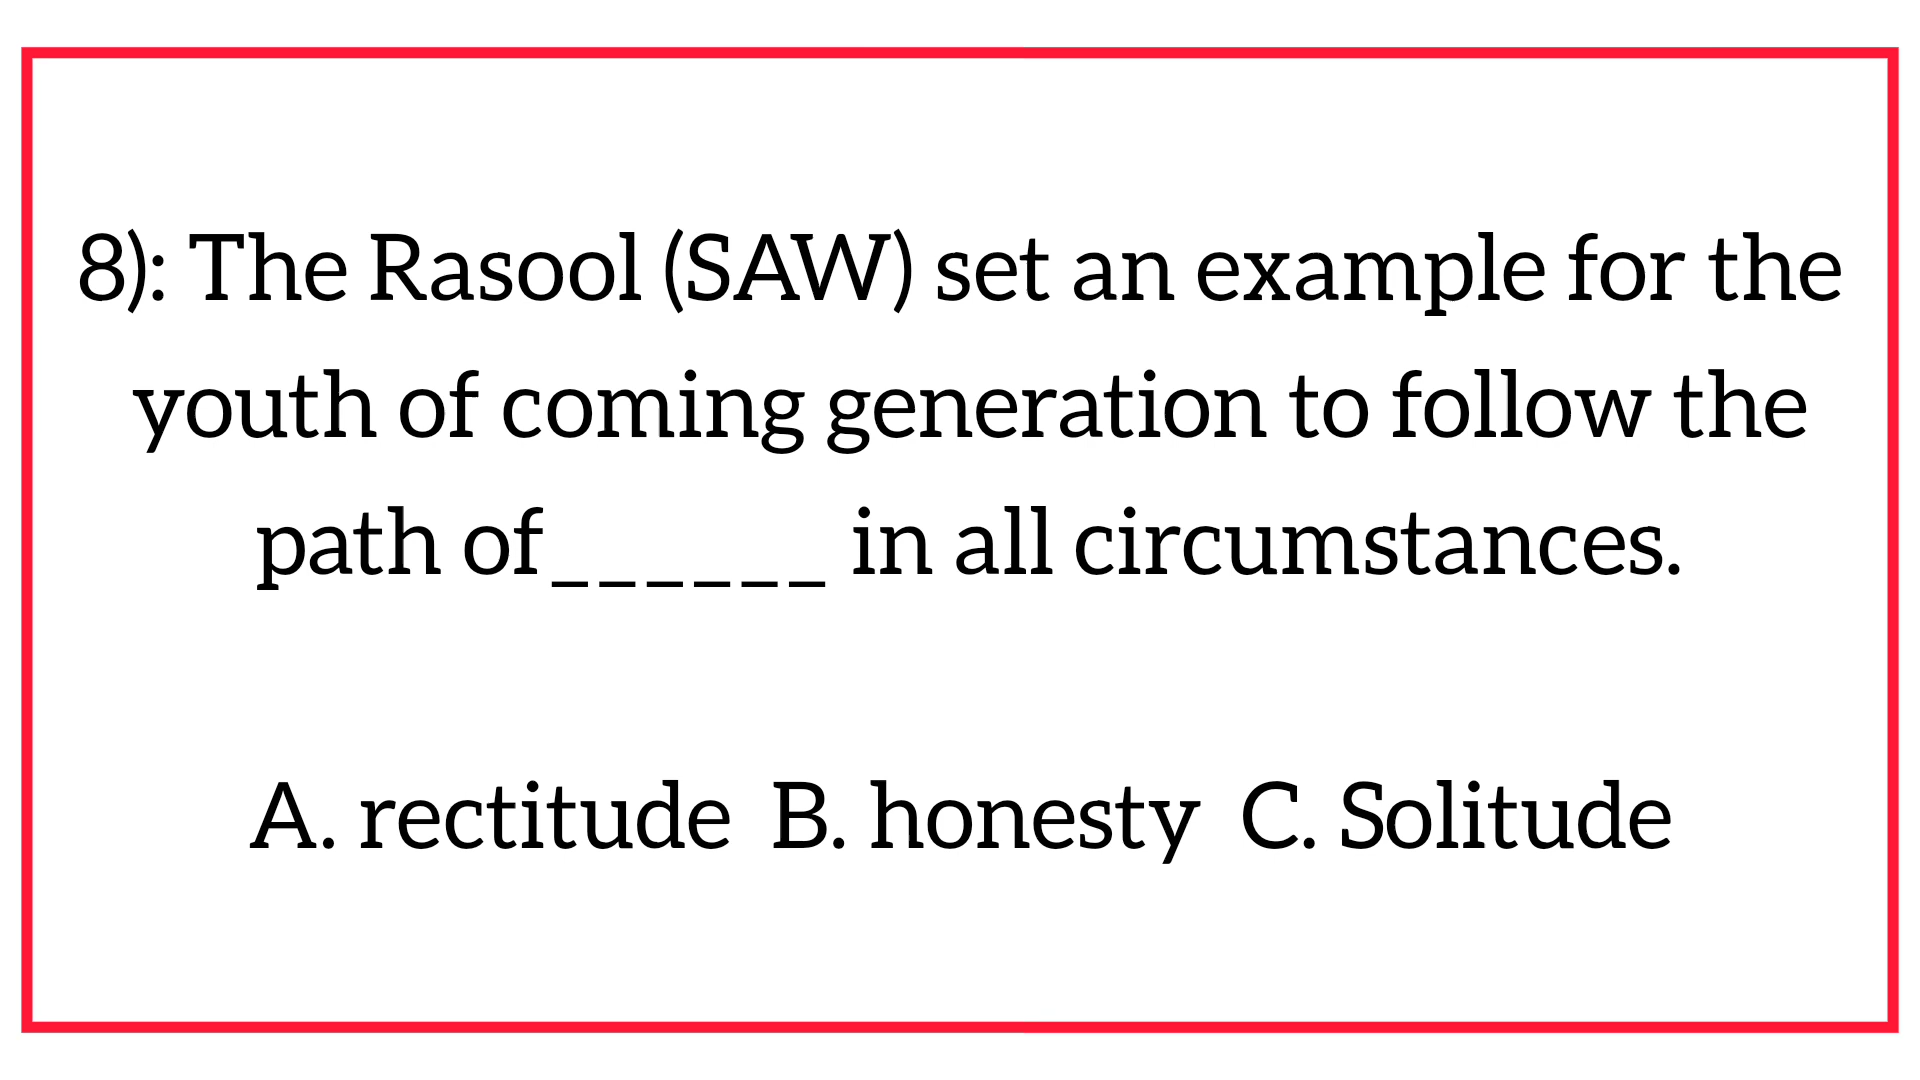 8): The Rasool (SAW) set an example for the
youth of coming generation to follow the
path of______ in all circumstances.
A. rectitude B. honesty C. Solitude